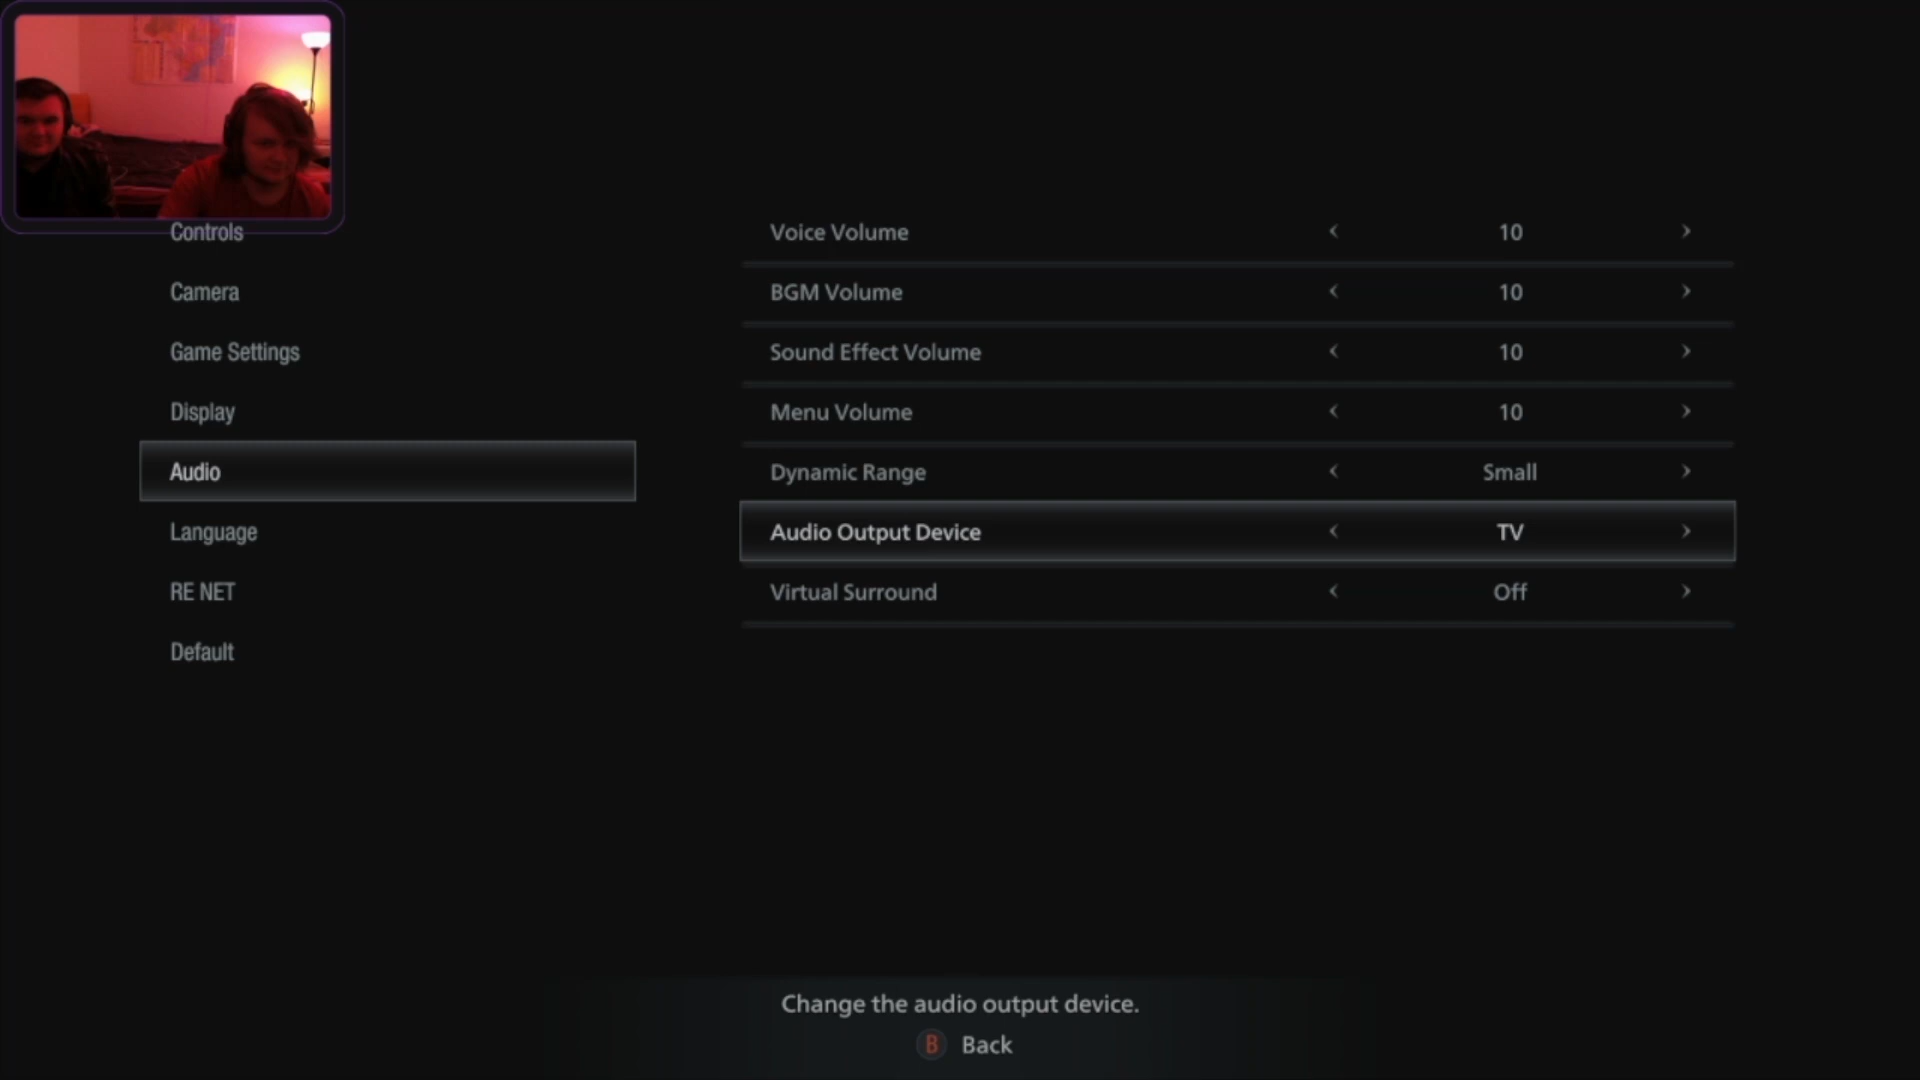 Controls
Camera
Game Settings
Display
Audio
Language
RE NET
Default
Voice Volume < 10 >
BGM Volume < 10 >
Sound Effect Volume < 10 >
Menu Volume < 10 >
Dynamic Range < Small >
Audio Output Device < TV >
Virtual Surround < Off >
Change the audio output device.
B Back